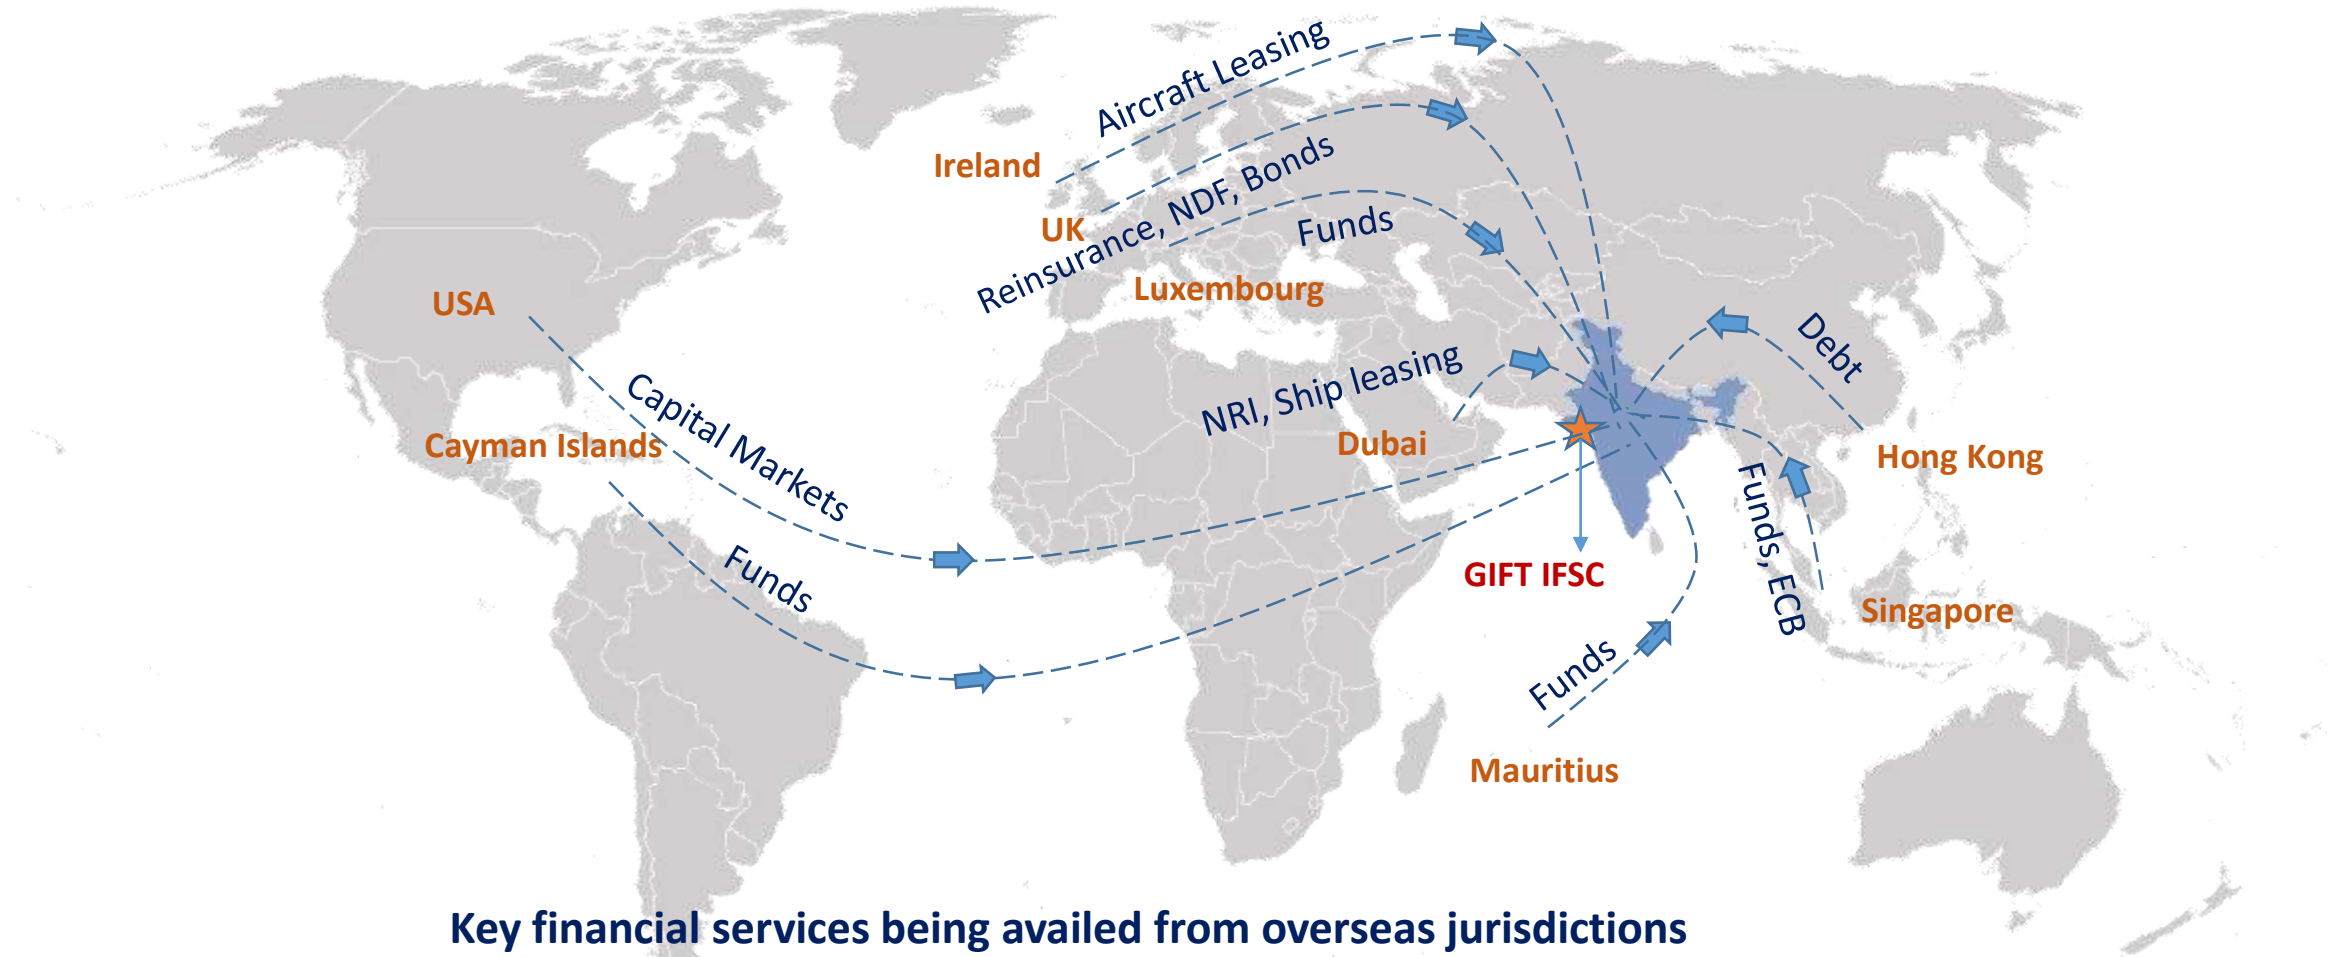 Aircraft Leasing
Ireland
Reinsurance, NDF, Bonds
UK
Funds
Luxembourg
USA
Debt
NRI, Ship leasing
Capital Markets
Cayman Islands
Dubai
Hong Kong
Funds, ECB
Funds
GIFT IFSC
Singapore
Funds
Mauritius
Key financial services being availed from overseas jurisdictions